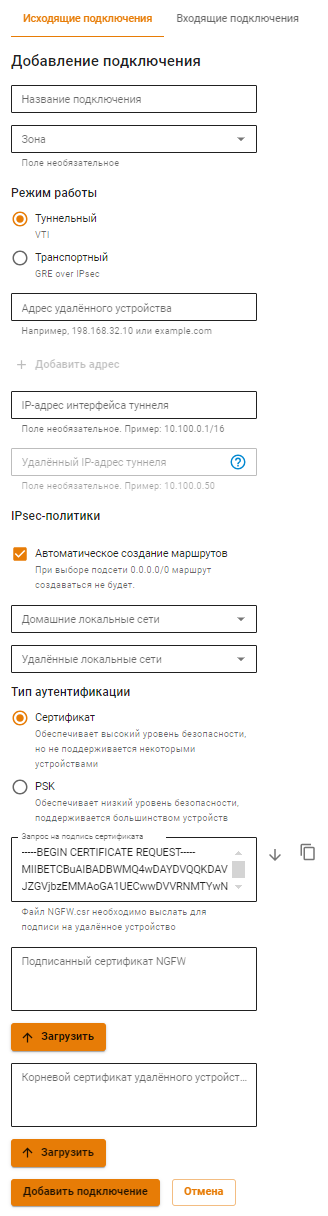 Исходящие подключения Входящие подключения
Добавление подключения
Название подключения
Зона
Поле необязательное
Режим работы
Туннельный
VTI
Транспортный
GRE over IPsec
Адрес удалённого устройства
Например, 198.168.32.10 или example.com
+ Добавить адрес
IP-адрес интерфейса туннеля
Поле необязательное. Пример: 10.100.0.1/16
Удалённый IP-адрес туннеля ?
Поле необязательное. Пример: 10.100.0.50
IPsec-политики
Автоматическое создание маршрутов
При выборе подсети 0.0.0.0/0 маршрут
создаваться не будет.
Домашние локальные сети
Удалённые локальные сети
Тип аутентификации
Сертификат
Обеспечивает высокий уровень безопасности,
но не поддерживается некоторыми
устройствами
PSK
Обеспечивает низкий уровень безопасности,
поддерживается большинством устройств
Запрос на подпись сертификата
-----BEGIN CERTIFICATE REQUEST-----
MIIBETCBuAIBADBWMQ4wDAYDVQQKDAV
JZGVjbzEMMAoGA1UECwwDVVRNMTYwN
Файл NGFW.csr необходимо выслать для
подписи на удалённое устройство
Подписанный сертификат NGFW
Загрузить
Корневой сертификат удалённого устройст...
Загрузить
Добавить подключение Отмена